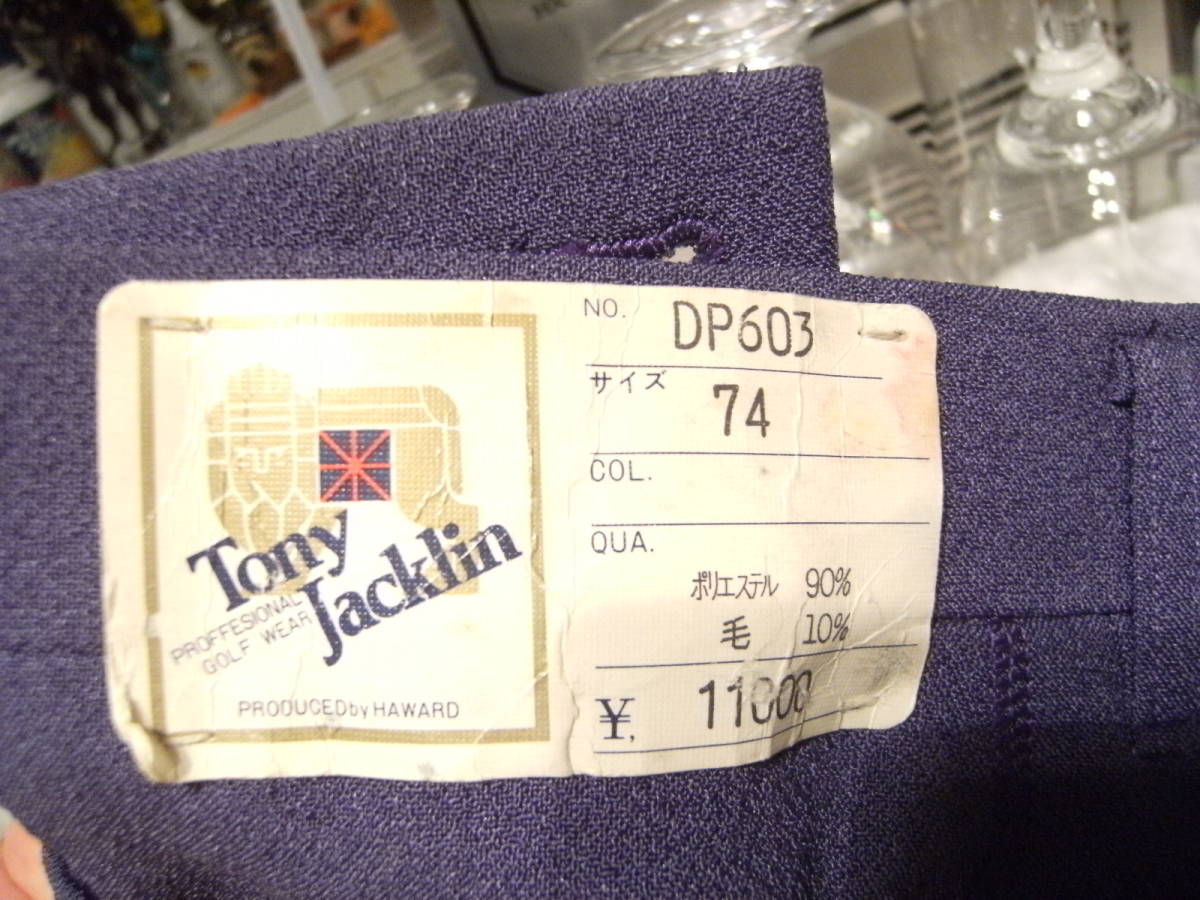 Tony
Jacklin
PROFFESIONAL
GOLF WEAR
PRODUCED by HAWARD
NO. DP603
サイズ 74
COL.
QUA.
ポリエステル 90%
毛 10%
¥, 11000